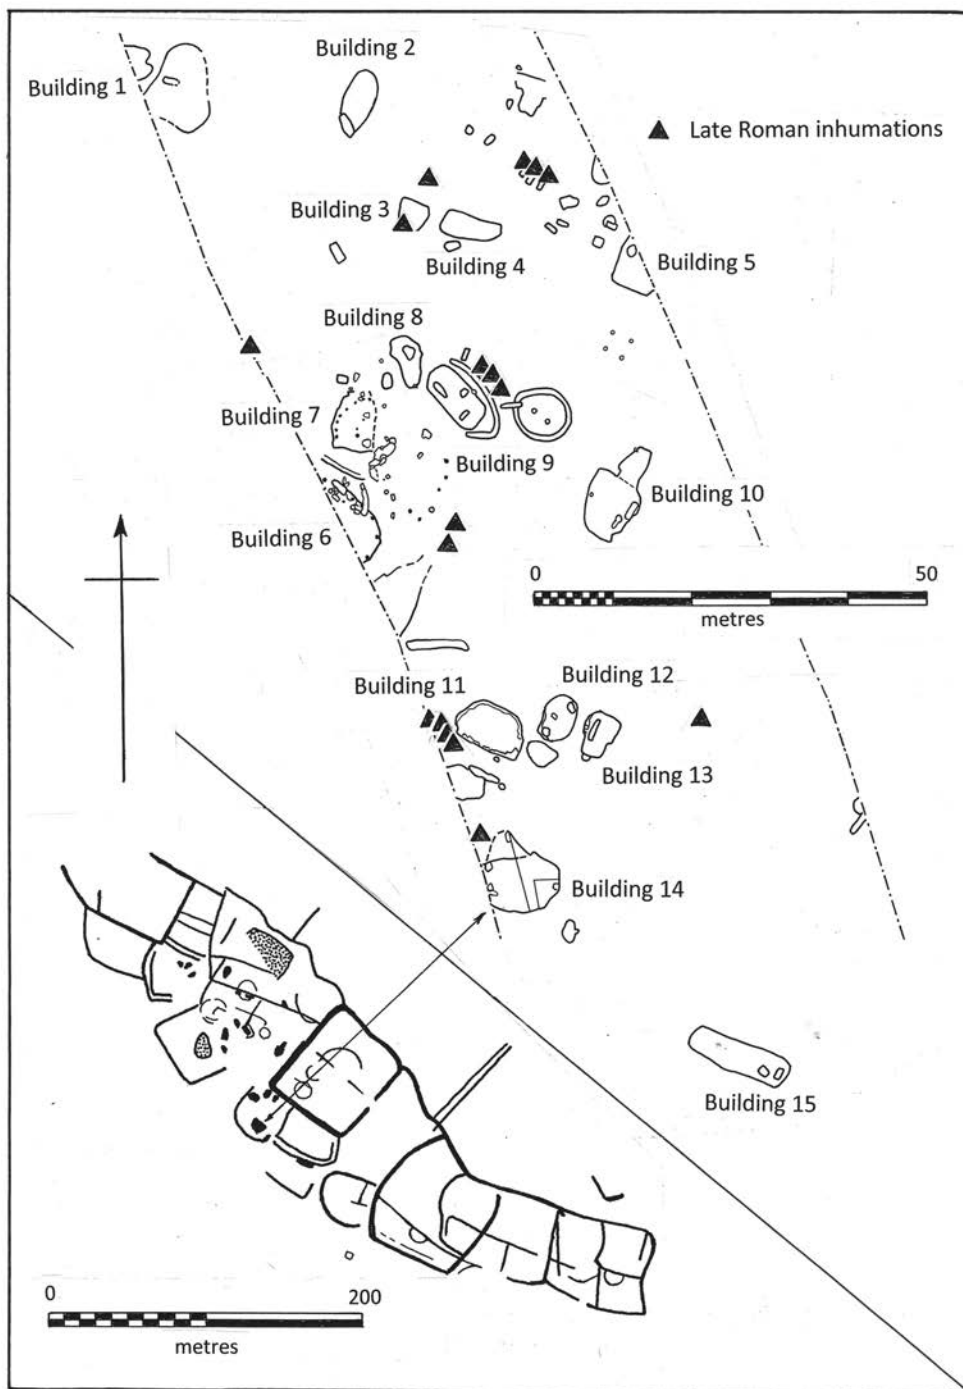 Building 2
Building 1
Late Roman inhumations
Building 3
Building 4
Building 5
Building 8
Building 7
Building 9
Building 10
Building 6
0 50
metres
Building 12
Building 11
Building 13
Building 14
Building 15
0 200
metres